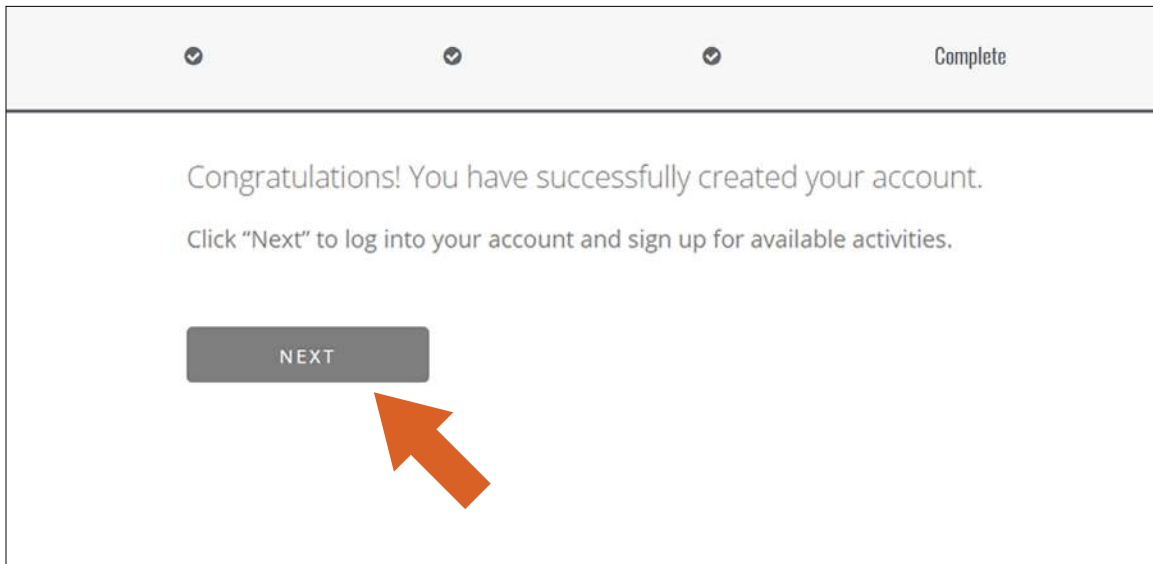 Complete
Congratulations! You have successfully created your account.
Click “Next” to log into your account and sign up for available activities.
NEXT